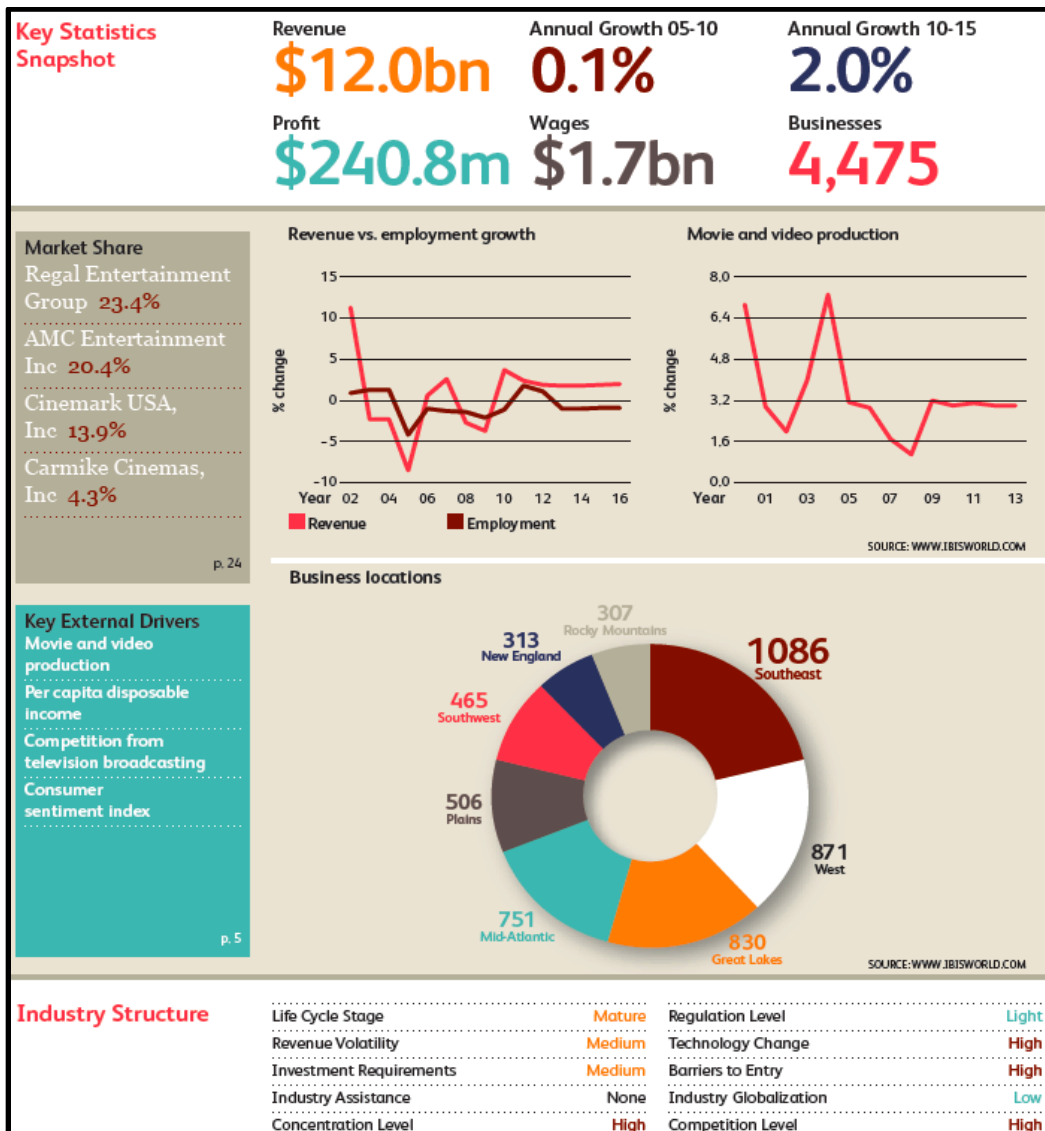 Key Statistics
Snapshot
Revenue
$12.0bn
Annual Growth 05-10
0.1%
Annual Growth 10-15
2.0%
Profit
$240.8m
Wages
$1.7bn
Businesses
4,475
Market Share
Regal Entertainment
Group 23.4%
AMC Entertainment
Inc 20.4%
Cinemark USA,
Inc 13.9%
Carmike Cinemas,
Inc 4.3%
p. 24
Revenue vs. employment growth
% change
15
10
5
0
-5
-10
Year 02 04 06 08 10 12 14 16
Revenue
Employment
Movie and video production
% change
8.0
6.4
4.8
3.2
1.6
0.0
Year 01 03 05 07 09 11 13
SOURCE: WWW.IBISWORLD.COM
Key External Drivers
Movie and video
production
Per capita disposable
income
Competition from
television broadcasting
Consumer
sentiment index
p. 5
Business locations
307
Rocky Mountains
313
New England
1086
Southeast
465
Southwest
506
Plains
871
West
751
Mid-Atlantic
830
Great Lakes
SOURCE: WWW.IBISWORLD.COM
Industry Structure
Life Cycle Stage Mature
Revenue Volatility Medium
Investment Requirements Medium
Industry Assistance None
Concentration Level High
Regulation Level Light
Technology Change High
Barriers to Entry High
Industry Globalization Low
Competition Level High